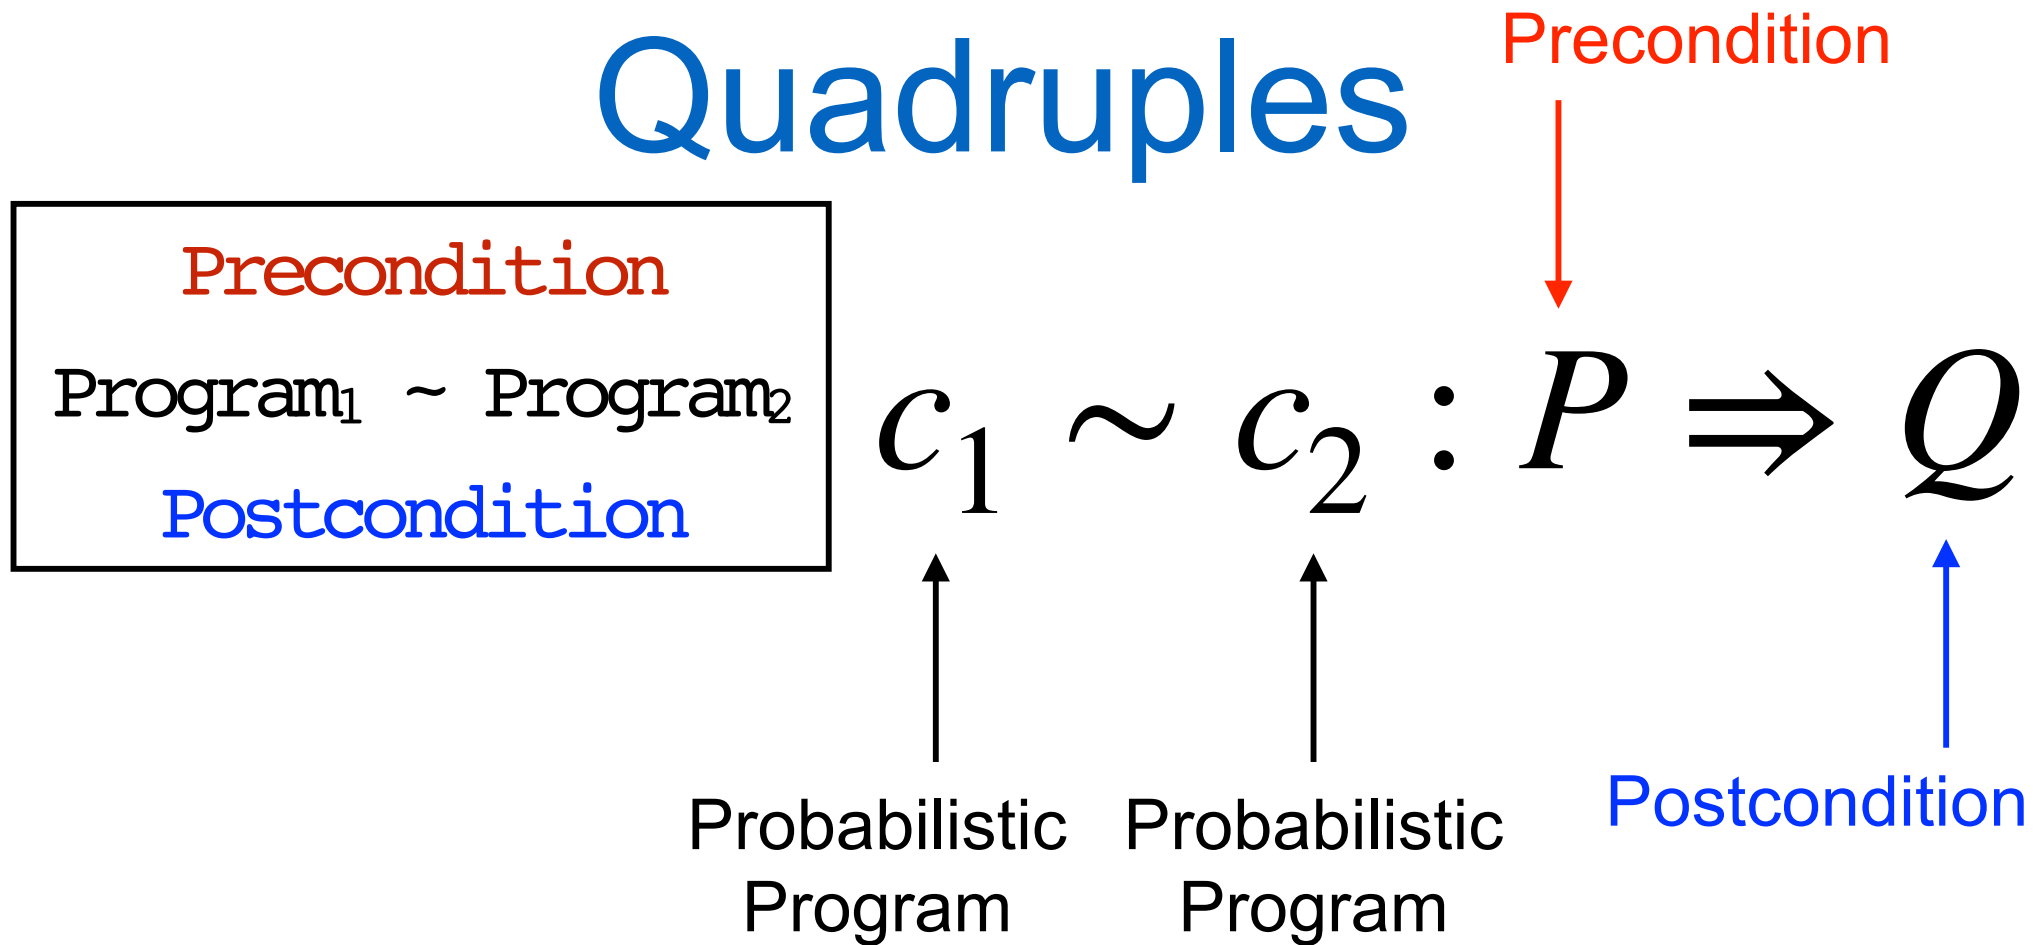 Quadruples
Precondition
Precondition
Program₁ ~ Program₂
Postcondition
c₁ ∼ c₂ : P ⇒ Q
Probabilistic
Program
Probabilistic
Program
Postcondition